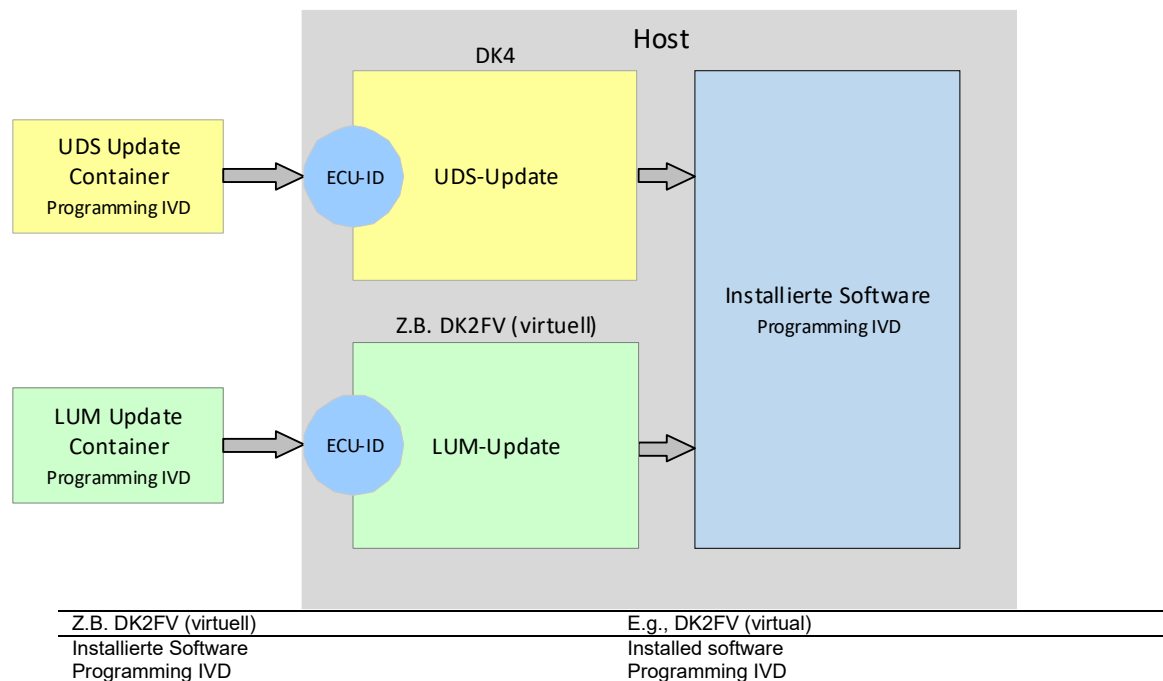 Host
DK4
UDS Update
Container
Programming IVD
ECU-ID
UDS-Update
Installierte Software
Programming IVD
Z.B. DK2FV (virtuell)
LUM Update
Container
Programming IVD
ECU-ID
LUM-Update
Z.B. DK2FV (virtuell) E.g., DK2FV (virtual)
Installierte Software Installed software
Programming IVD Programming IVD